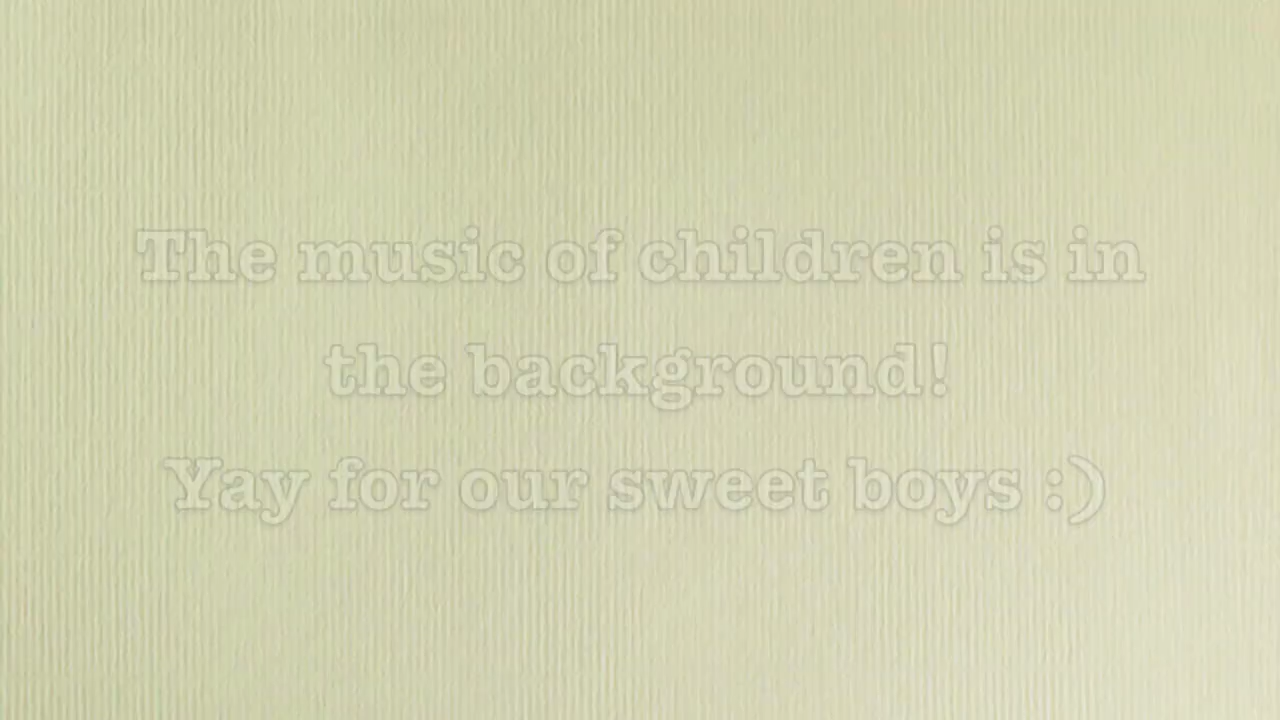 The music of children is in
the background!
Yay for our sweet boys :)